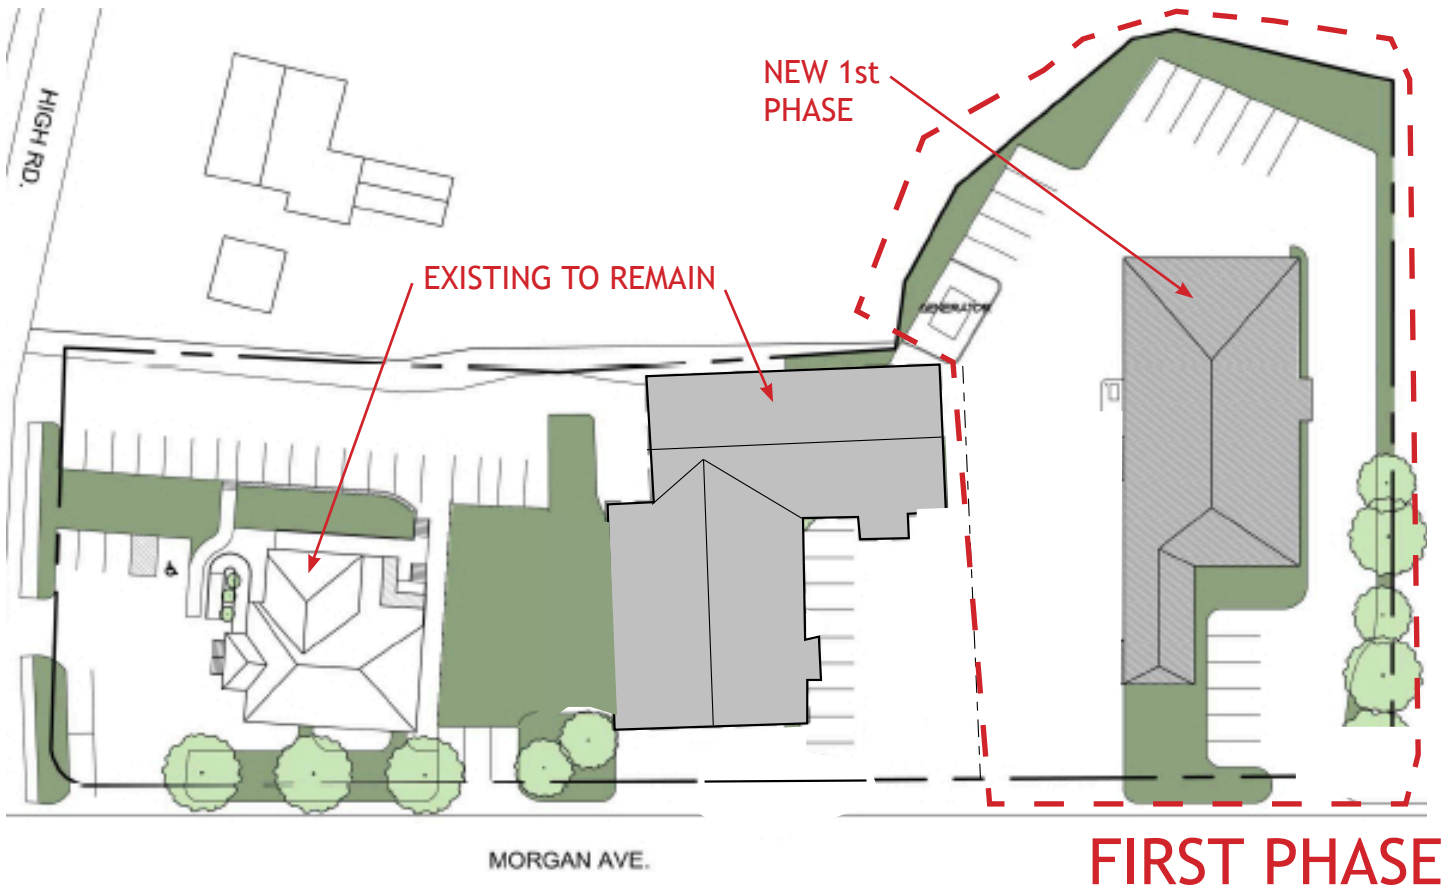 NEW 1st
PHASE
HIGH RD.
EXISTING TO REMAIN
GENERATOR
MORGAN AVE.
FIRST PHASE